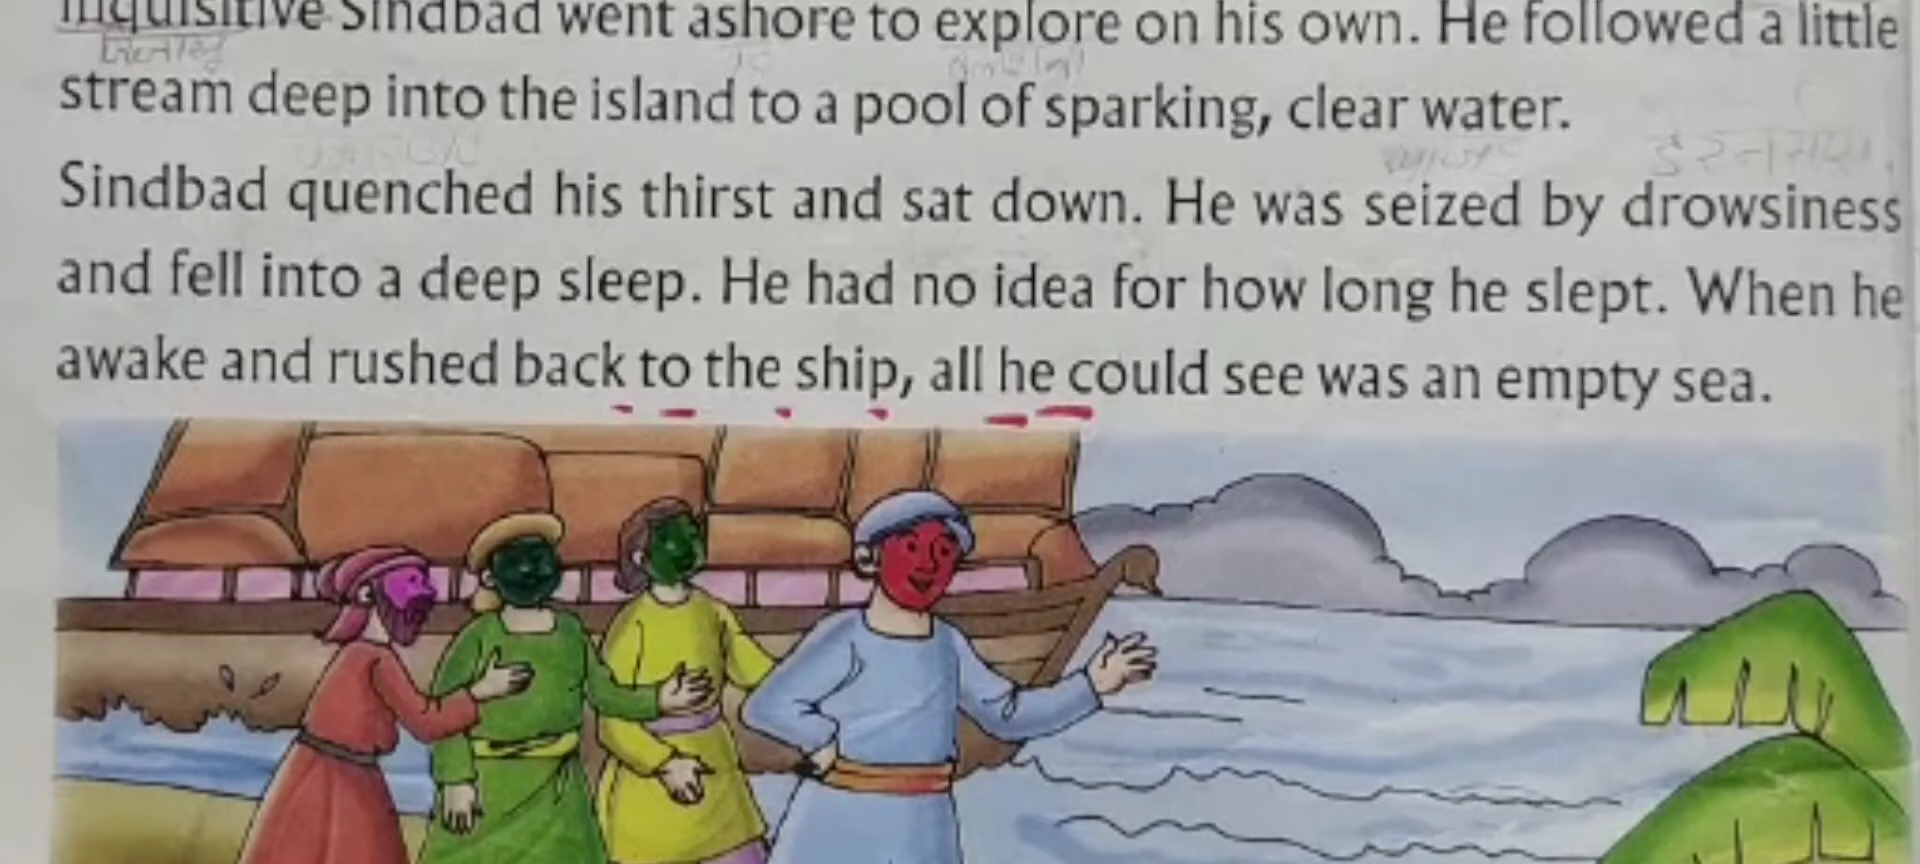 inquisitive Sindbad went ashore to explore on his own. He followed a little
stream deep into the island to a pool of sparking, clear water.
Sindbad quenched his thirst and sat down. He was seized by drowsiness
and fell into a deep sleep. He had no idea for how long he slept. When he
awake and rushed back to the ship, all he could see was an empty sea.